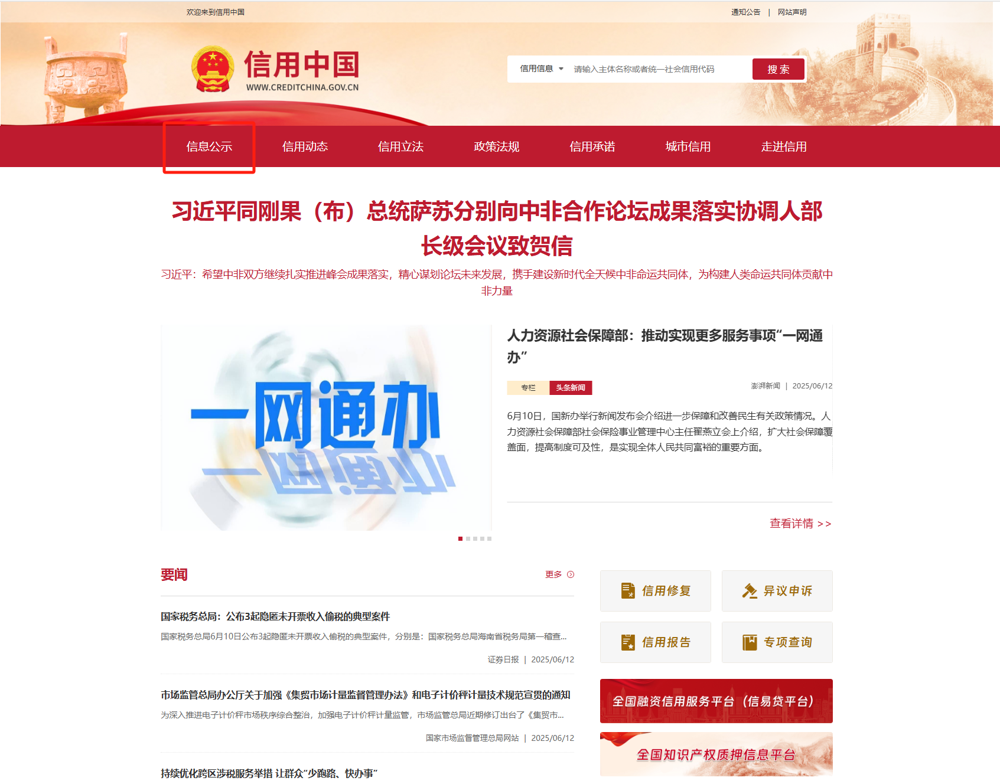 欢迎来到信用中国
通知公告 | 网站声明
信用中国
WWW.CREDITCHINA.GOV.CN
信用信息 请输入主体名称或者统一社会信用代码 搜索
信息公示 信用动态 信用立法 政策法规 信用承诺 城市信用 走进信用
习近平同刚果（布）总统萨苏分别向中非合作论坛成果落实协调人部
长级会议致贺信
习近平：希望中非双方继续扎实推进峰会成果落实，精心谋划论坛未来发展，携手建设新时代全天候中非命运共同体，为构建人类命运共同体贡献中
非力量
一网通办
一网通办
人力资源社会保障部：推动实现更多服务事项“一网通
办”
专栏 头条新闻
澎湃新闻 | 2025/06/12
6月10日，国新办举行新闻发布会介绍进一步保障和改善民生有关政策情况。人
力资源社会保障部社会保险事业管理中心主任翟燕立会上介绍，扩大社会保障覆
盖面，提高制度可及性，是实现全体人民共同富裕的重要方面。
查看详情 >>
要闻
更多
国家税务总局：公布3起隐匿未开票收入偷税的典型案件
国家税务总局6月10日公布3起隐匿未开票收入偷税的典型案件，分别是：国家税务总局海南省税务局第一稽查...
证券日报 | 2025/06/12
市场监管总局办公厅关于加强《集贸市场计量监督管理办法》和电子计价秤计量技术规范宣贯的通知
为深入推进电子计价秤市场秩序综合整治，加强电子计价秤计量监管，市场监管总局近期修订出台了《集贸市...
国家市场监督管理总局网站 | 2025/06/12
持续优化跨区涉税服务举措 让群众“少跑路、快办事”
信用修复 异议申诉
信用报告 专项查询
全国融资信用服务平台（信易贷平台）
全国知识产权质押信息平台